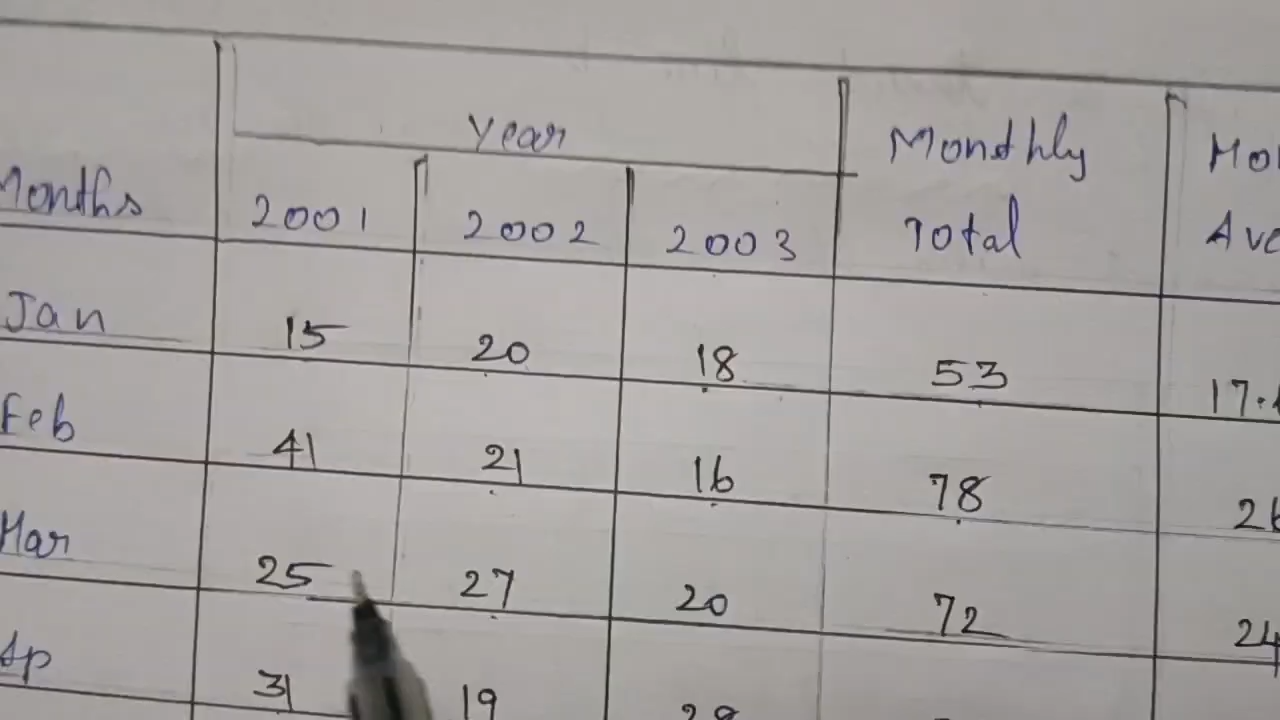 Year Monthly
Months 2001 2002 2003 Total
Jan 15 20 18 53
Feb 41 21 16 78
Mar 25 27 20 72
Ap 31 19